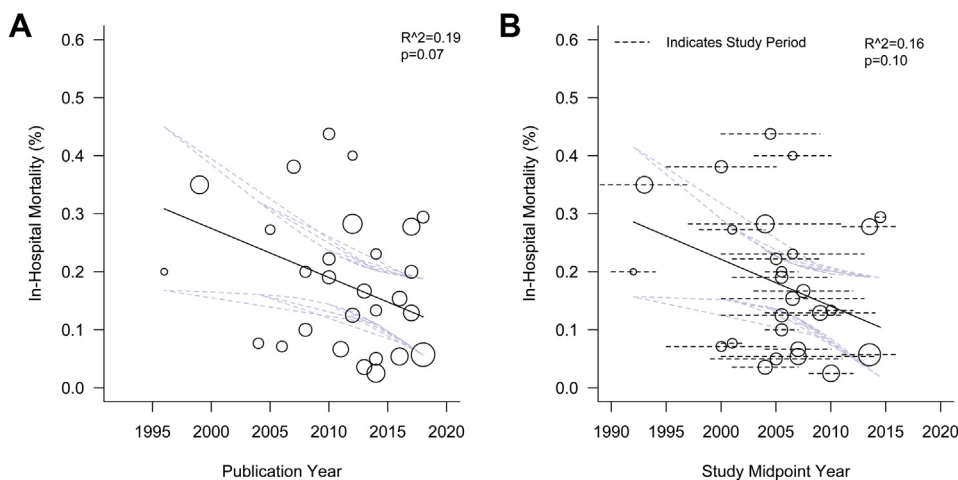 A
R^2=0.19
p=0.07
In-Hospital Mortality (%)
0.6
0.5
0.4
0.3
0.2
0.1
0.0
1995 2000 2005 2010 2015 2020
Publication Year
B
Indicates Study Period
R^2=0.16
p=0.10
In-Hospital Mortality (%)
0.6
0.5
0.4
0.3
0.2
0.1
0.0
1990 1995 2000 2005 2010 2015 2020
Study Midpoint Year